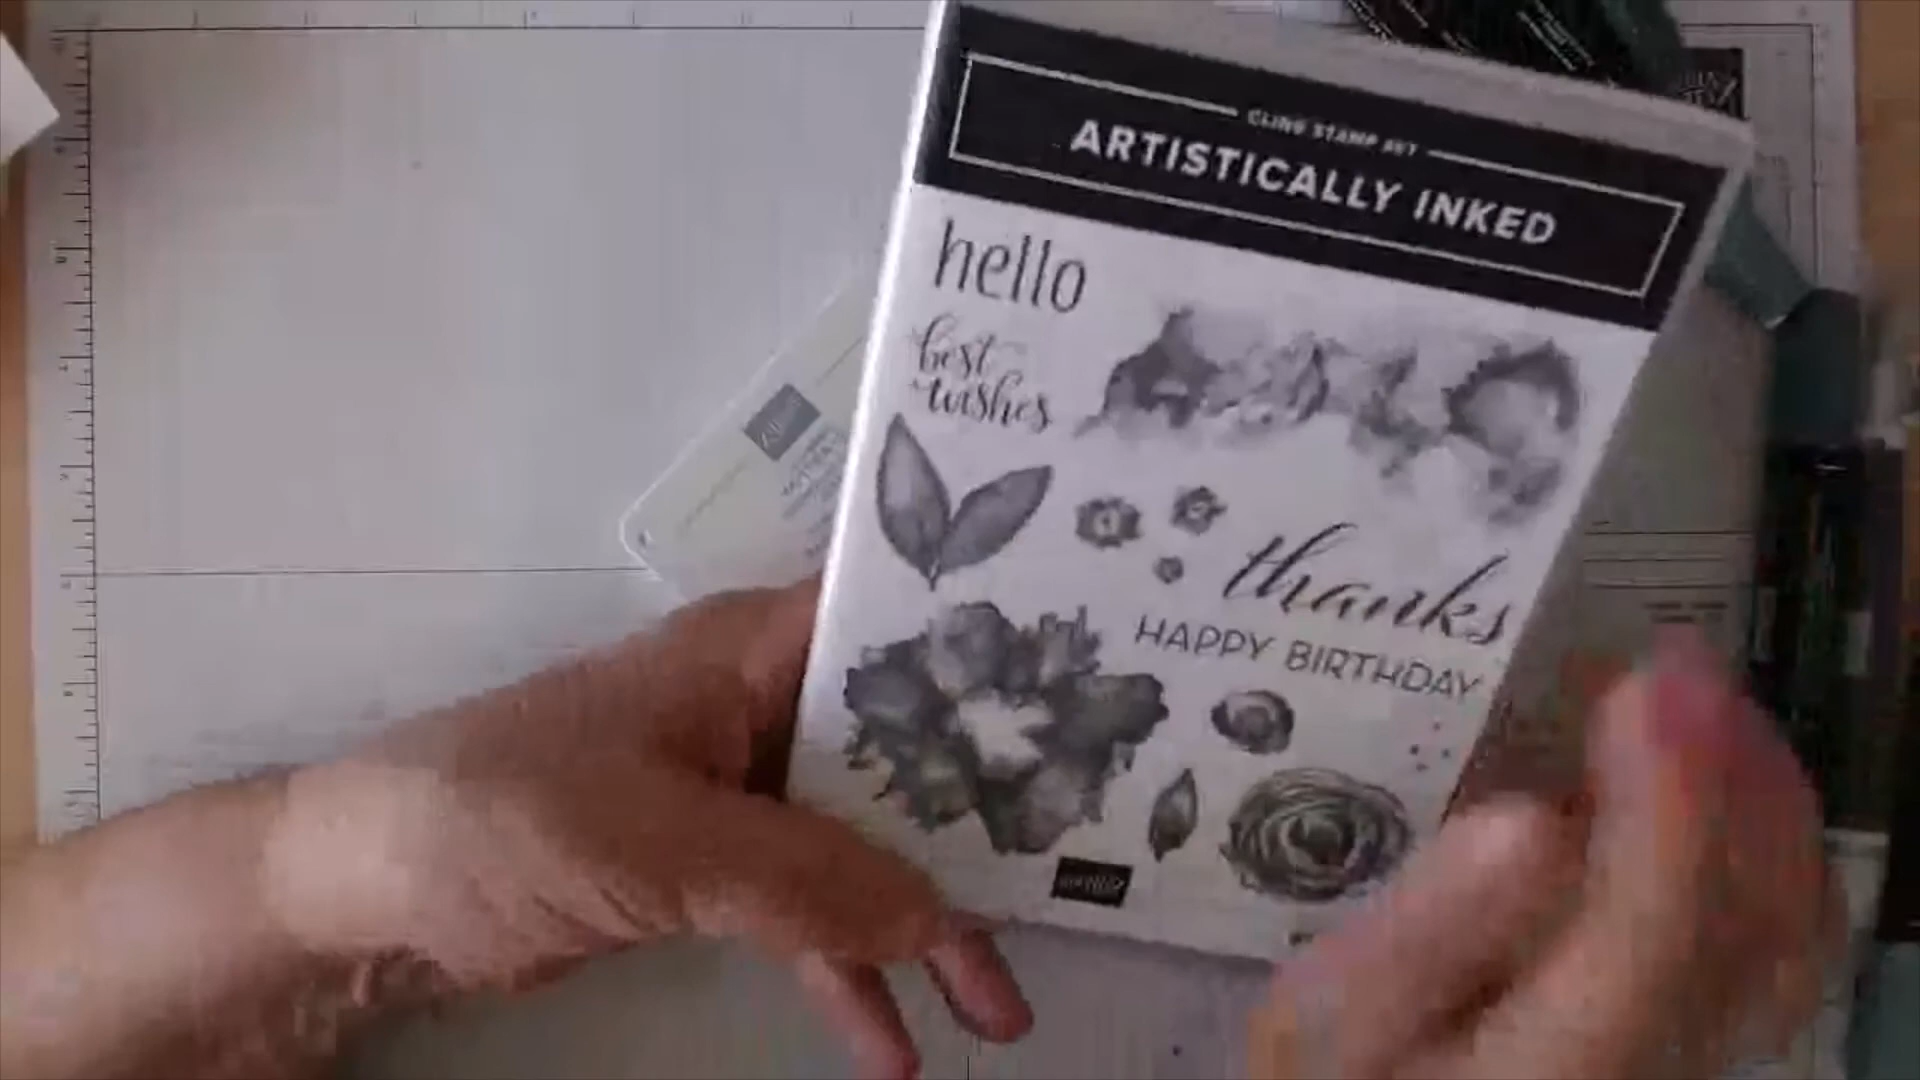 CLING STAMP SET
ARTISTICALLY INKED
hello
best
wishes
thanks
HAPPY BIRTHDAY